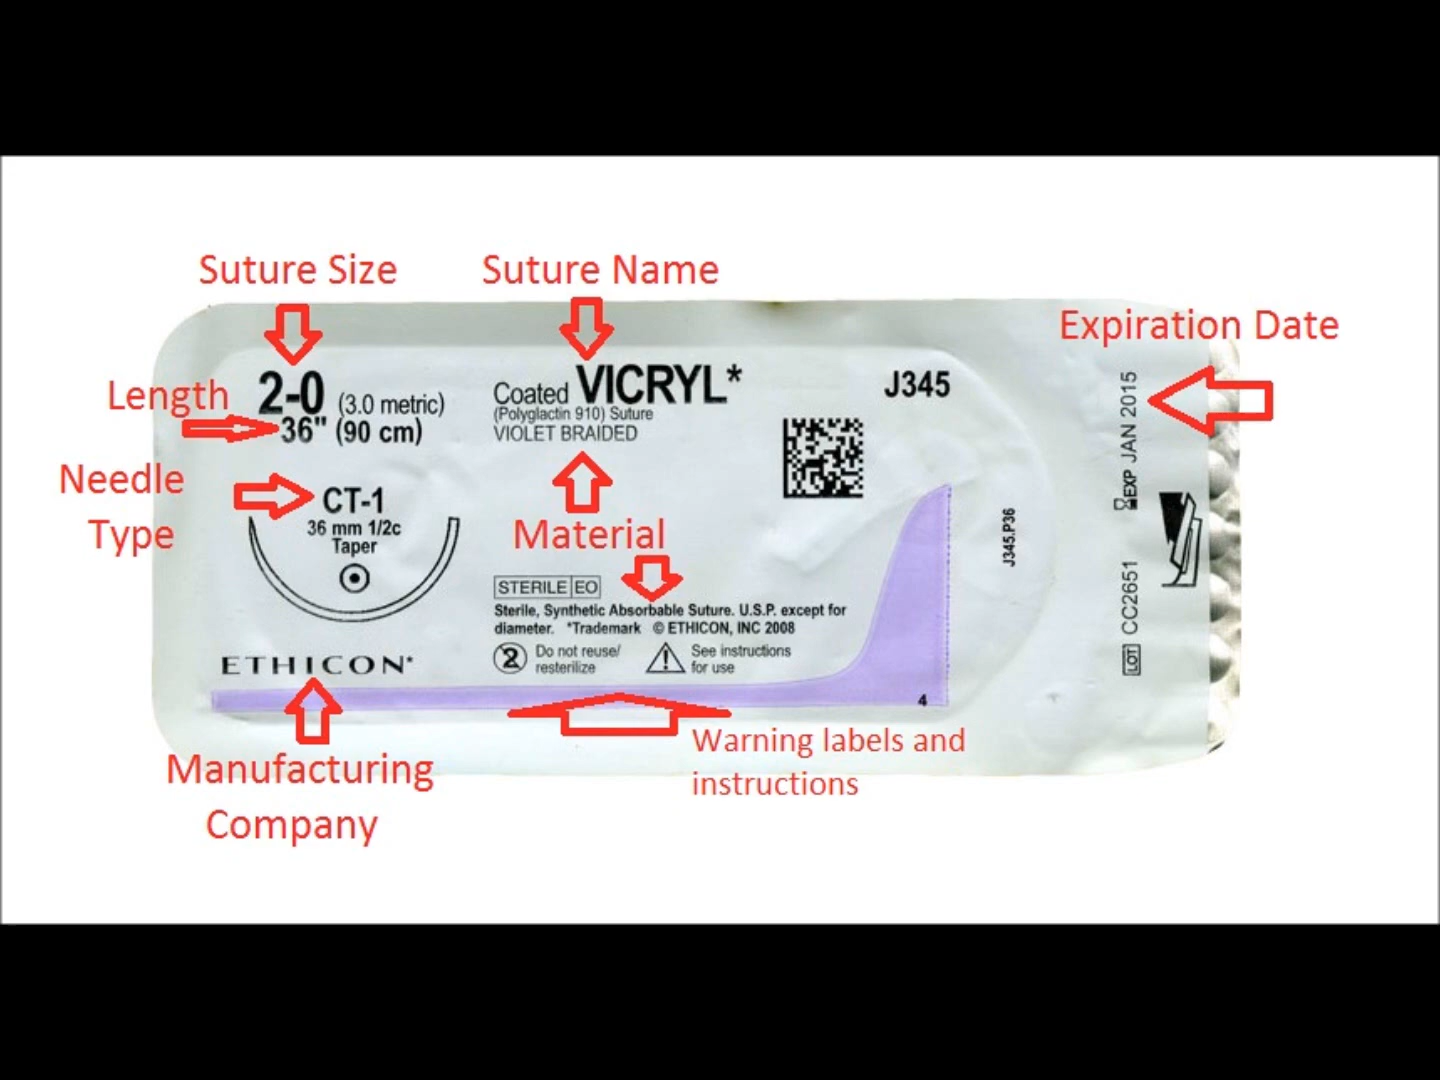 Suture Size
Suture Name
Expiration Date
Length
2-0 (3.0 metric)
36" (90 cm)
Coated VICRYL*
(Polyglactin 910) Suture
VIOLET BRAIDED
J345
EXP JAN 2015
Needle
Type
CT-1
36 mm 1/2c
Taper
Material
J345.P36
STERILE EO
Sterile, Synthetic Absorbable Suture. U.S.P. except for
diameter. *Trademark © ETHICON, INC 2008
2 Do not reuse/
resterilize
See instructions
for use
LOT CC2651
ETHICON*
4
Warning labels and
instructions
Manufacturing
Company